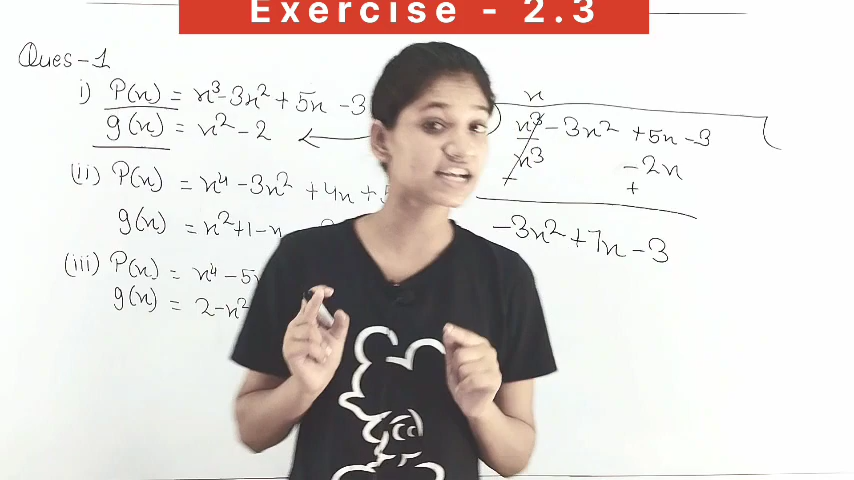 Exercise - 2.3
Ques-1
i) P(x) = x³-3x²+5x-3
g(x) = x²-2
(ii) P(x) = x⁴-3x²+4x+5
g(x) = x²+1-x
(iii) P(x) = x⁴-5x
g(x) = 2-x²
x
x³-3x²+5x-3
x³ -2x
- +
-3x²+7x-3